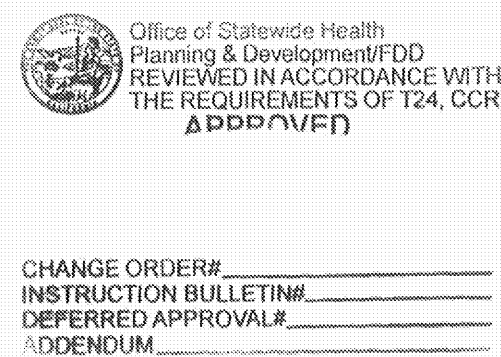 Office of Statewide Health
Planning & Development/FDD
REVIEWED IN ACCORDANCE WITH
THE REQUIREMENTS OF T24, CCR
APPROVED
CHANGE ORDER#
INSTRUCTION BULLETIN#
DEFERRED APPROVAL#
ADDENDUM